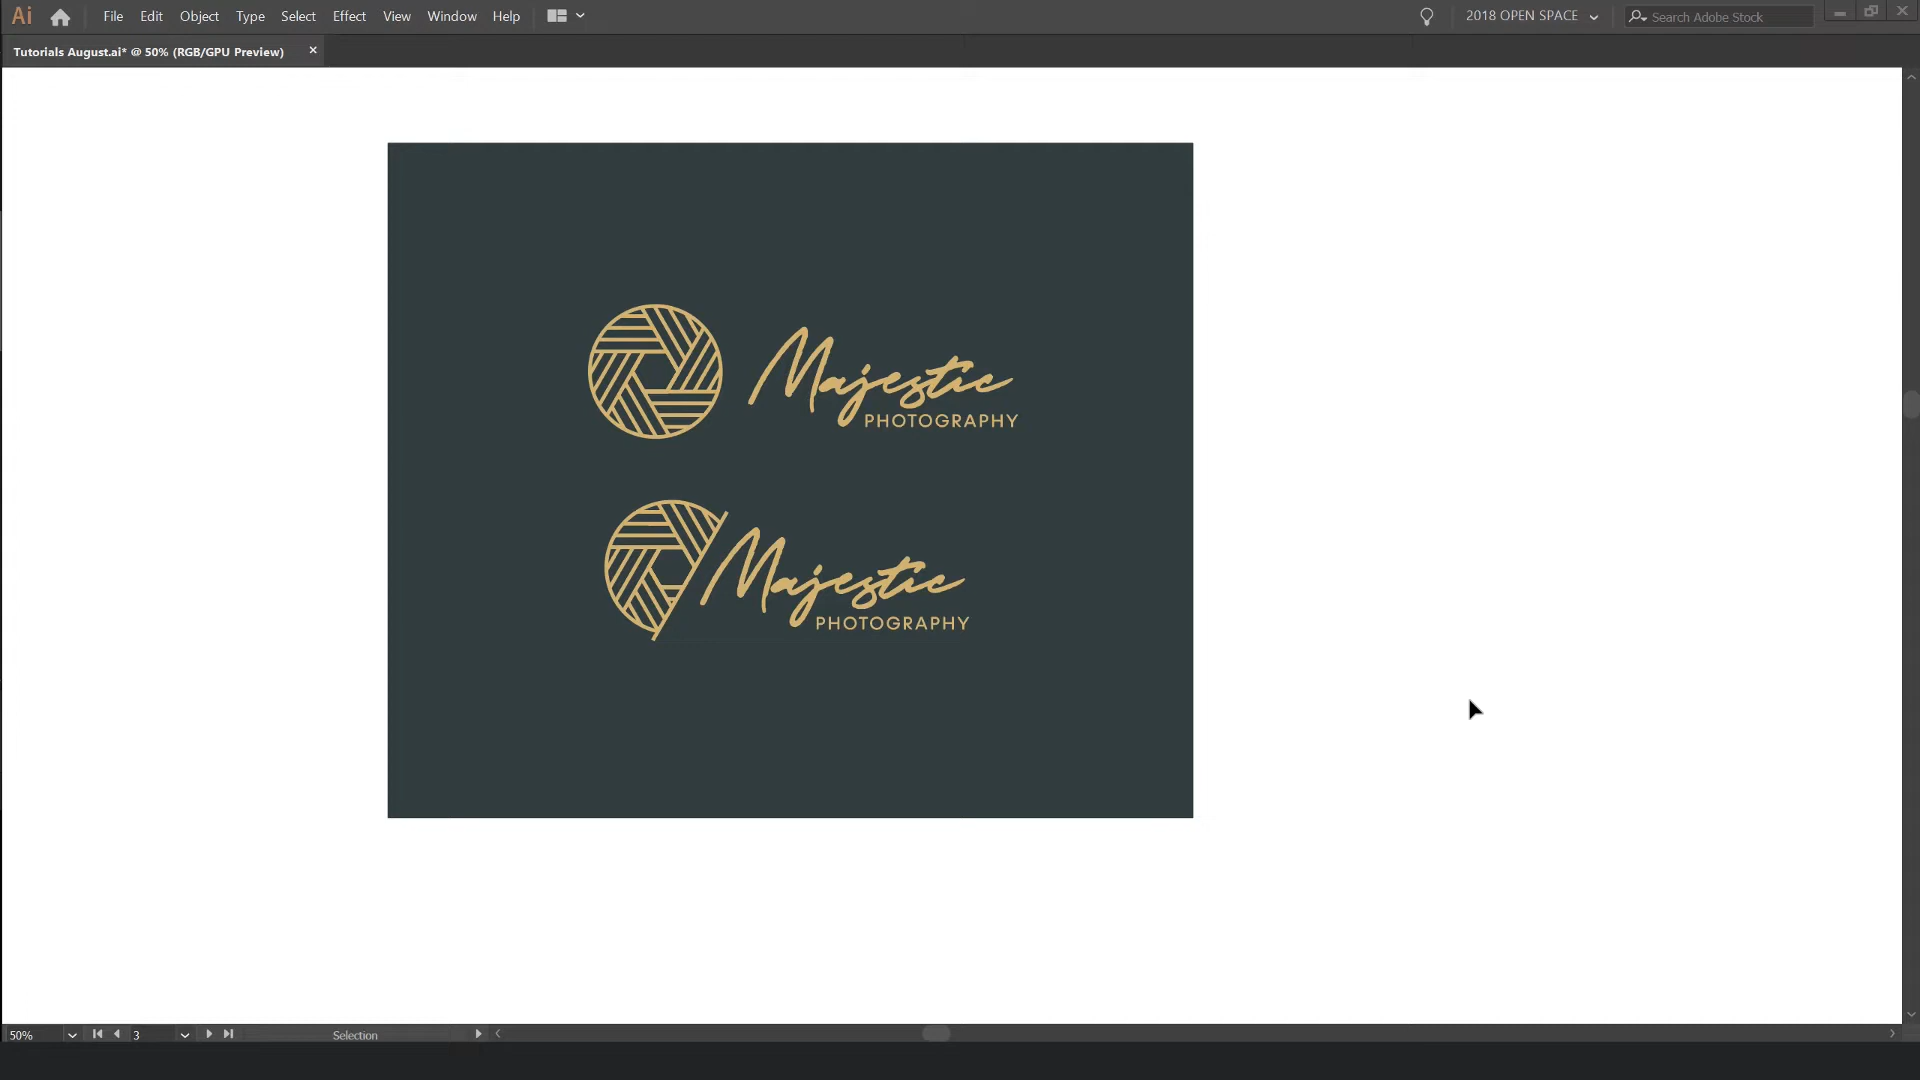 Ai File Edit Object Type Select Effect View Window Help 2018 OPEN SPACE Search Adobe Stock
Tutorials August.ai* @ 50% (RGB/GPU Preview)
Majestic
PHOTOGRAPHY
Majestic
PHOTOGRAPHY
50% 3 Selection